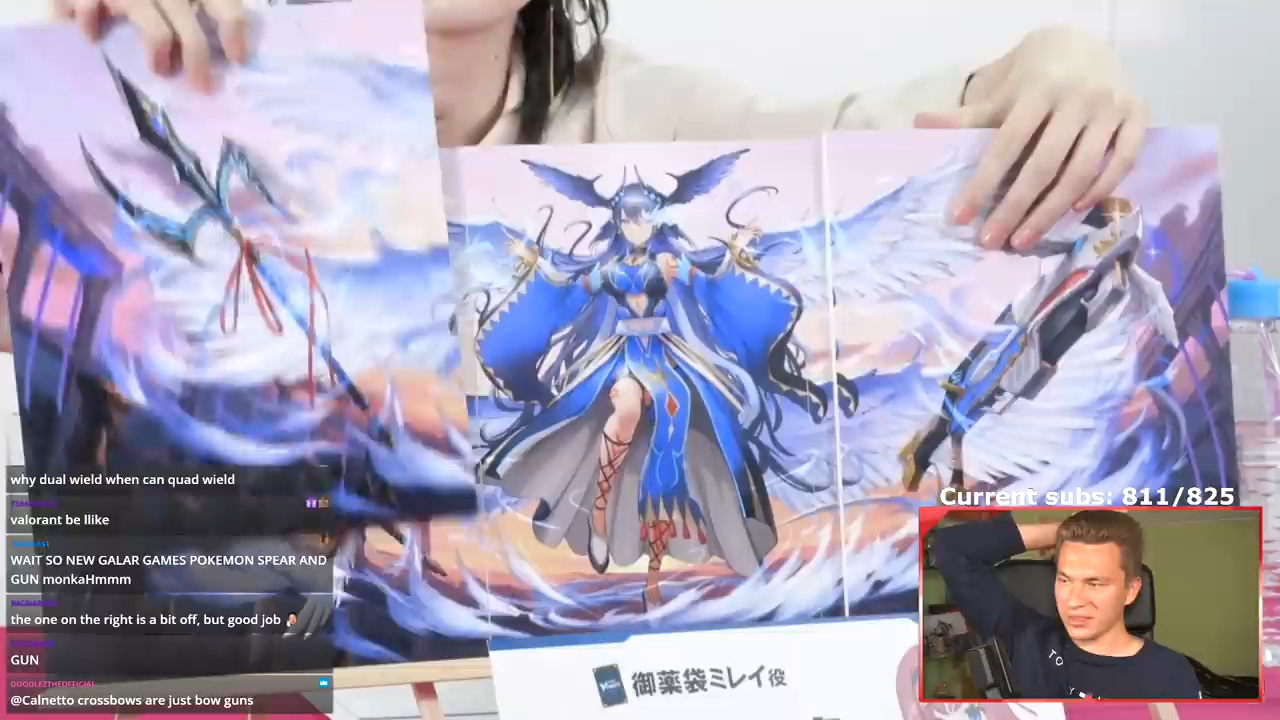 why dual wield when can quad wield
valorant be llike
WAIT SO NEW GALAR GAMES POKEMON SPEAR AND
GUN monkaHmmm
the one on the right is a bit off, but good job
GUN
@Calnetto crossbows are just bow guns
Current subs: 811/825
御薬袋ミレイ役